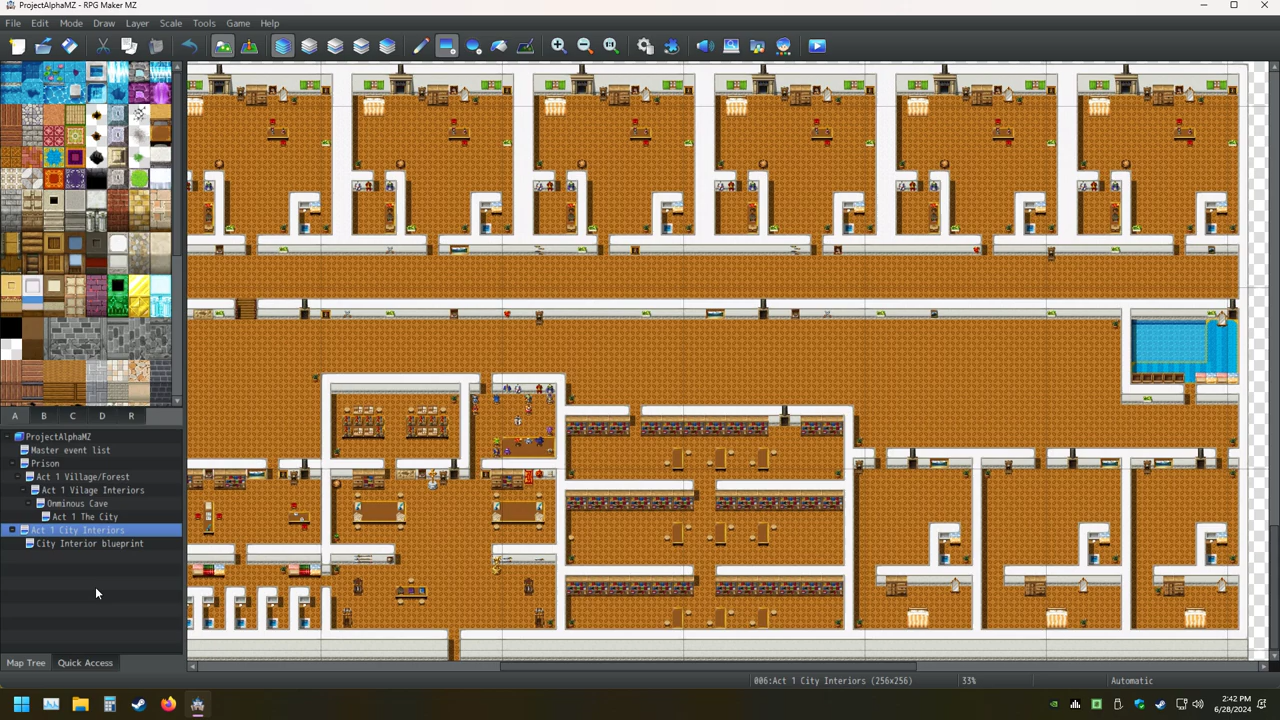 ProjectAlphaMZ - RPG Maker MZ
File Edit Mode Draw Layer Scale Tools Game Help
A B C D R
ProjectAlphaMZ
Master event list
Prison
Act 1 Village/Forest
Act 1 Vilage Interiors
Omminous Cave
Act 1 The City
Act 1 City Interiors
City Interior blueprint
Map Tree Quick Access
006:Act 1 City Interiors (256x256) 33% Automatic
2:42 PM
6/28/2024